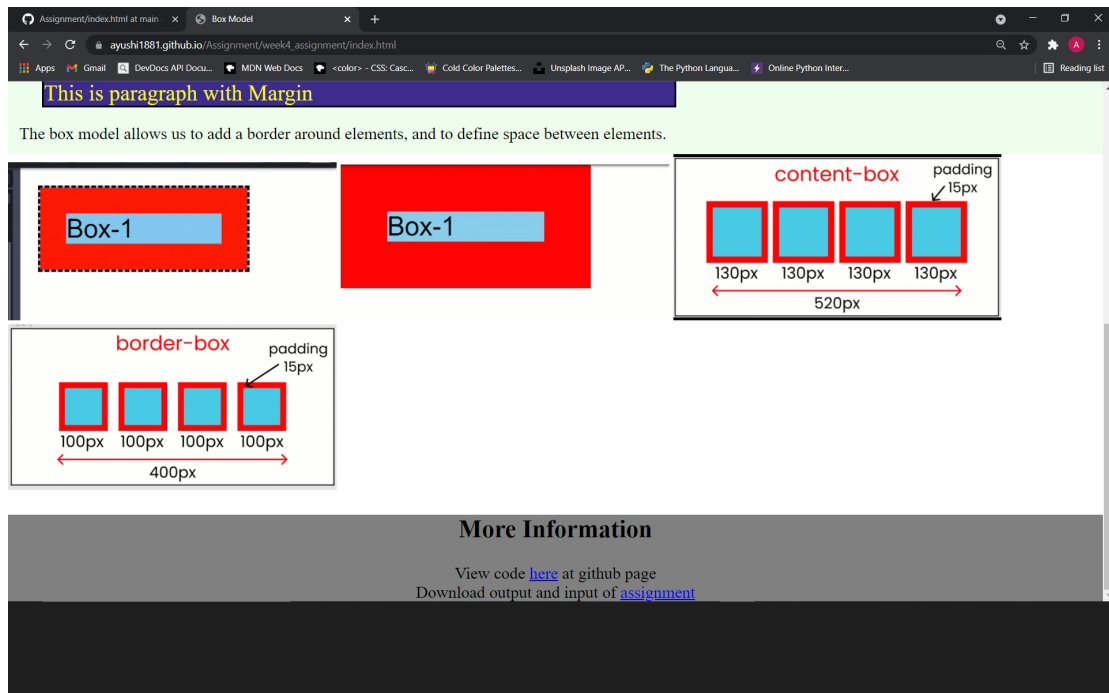 Assignment/index.html at main
Box Model
ayushi1881.github.io/Assignment/week4_assignment/index.html
A
Apps
Gmail
DevDocs API Docu...
MDN Web Docs
<color> - CSS: Casc...
Cold Color Palettes...
Unsplash Image AP...
The Python Langua...
Online Python Inter...
Reading list
This is paragraph with Margin
The box model allows us to add a border around elements, and to define space between elements.
Box-1
Box-1
content-box
padding
15px
130px 130px 130px 130px
520px
border-box
padding
15px
100px 100px 100px 100px
400px
More Information
View code here at github page
Download output and input of assignment